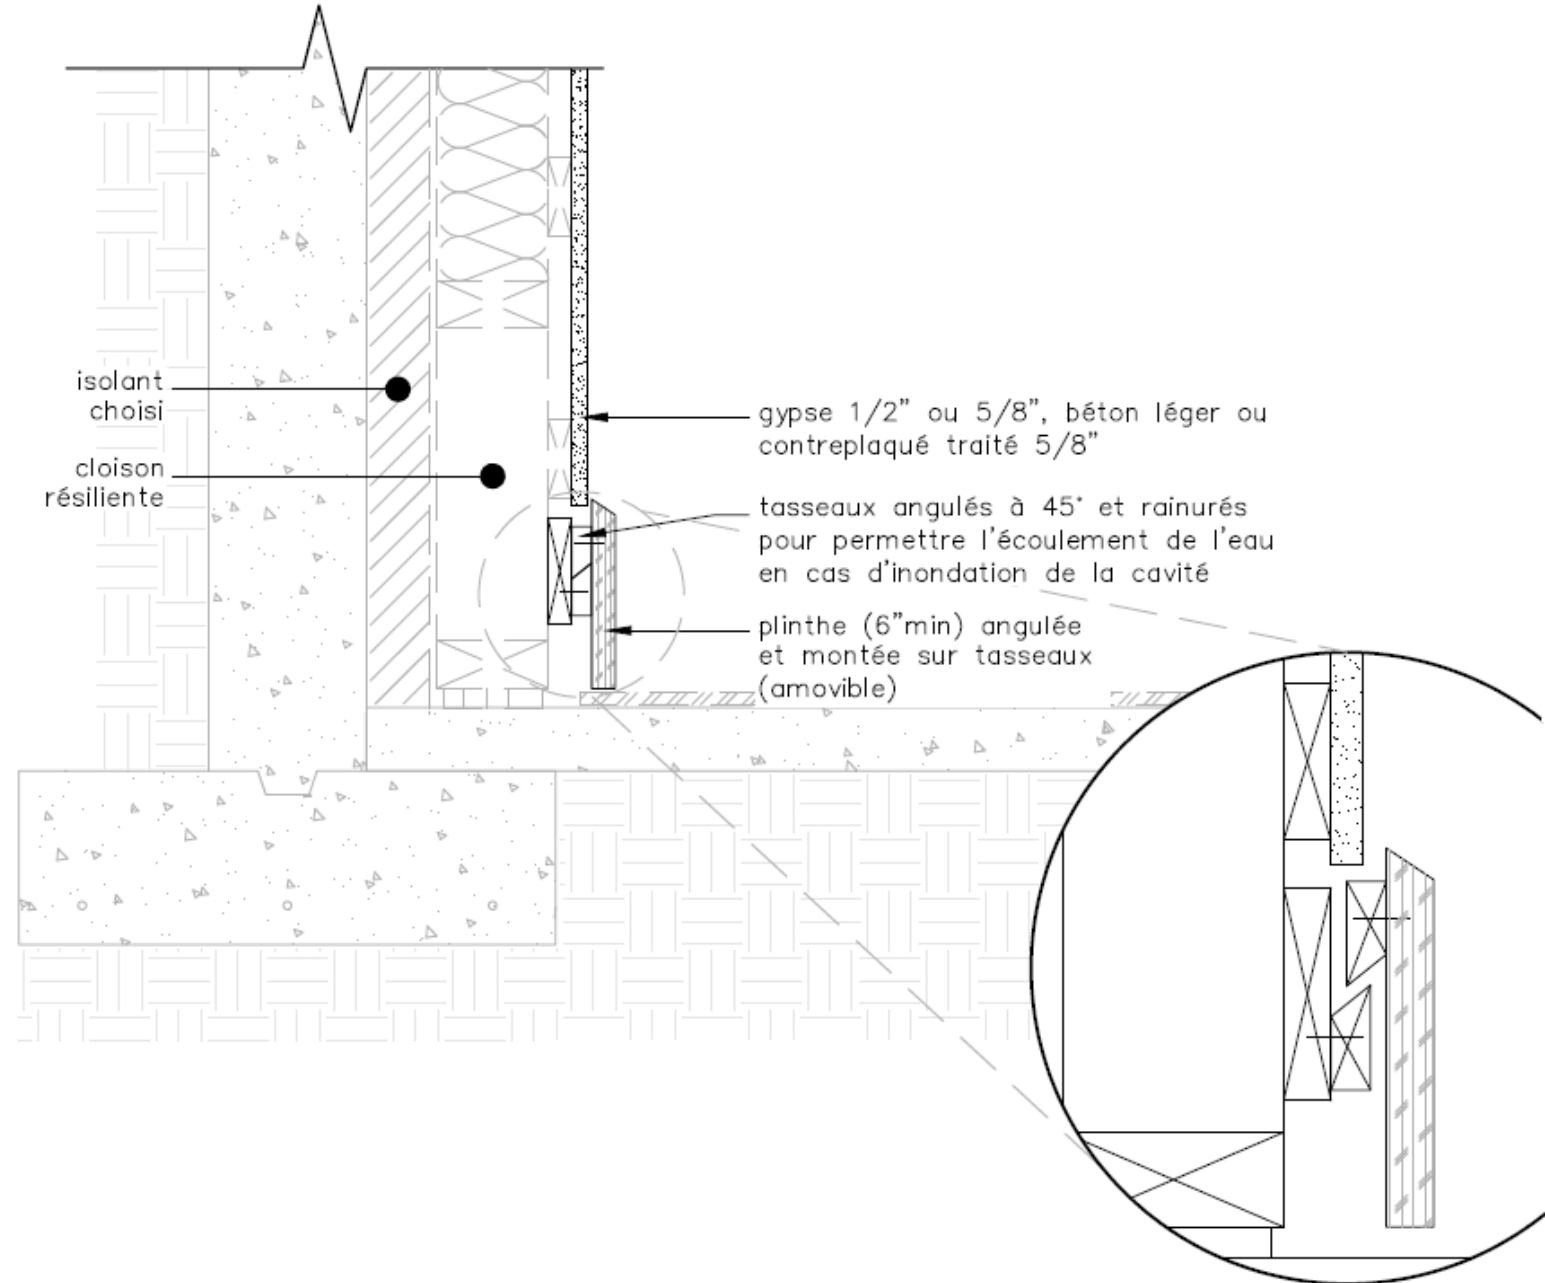 isolant
choisi
cloison
résiliente
gypse 1/2" ou 5/8", béton léger ou
contreplaqué traité 5/8"
tasseaux angulés à 45° et rainurés
pour permettre l'écoulement de l'eau
en cas d'inondation de la cavité
plinthe (6"min) angulée
et montée sur tasseaux
(amovible)